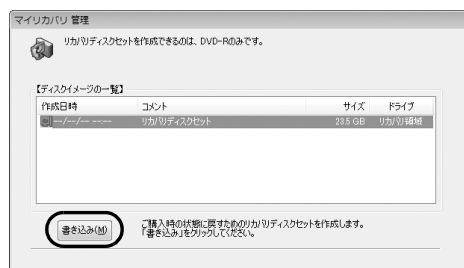 マイリカバリ 管理
リカバリディスクセットを作成できるのは、DVD-Rのみです。
【ディスクイメージの一覧】
作成日時 コメント サイズ ドライブ
--/--/-- --:-- リカバリディスクセット 23.5 GB リカバリ領域
書き込み(M)
ご購入時の状態に戻すためのリカバリディスクセットを作成します。
「書き込み」をクリックしてください。